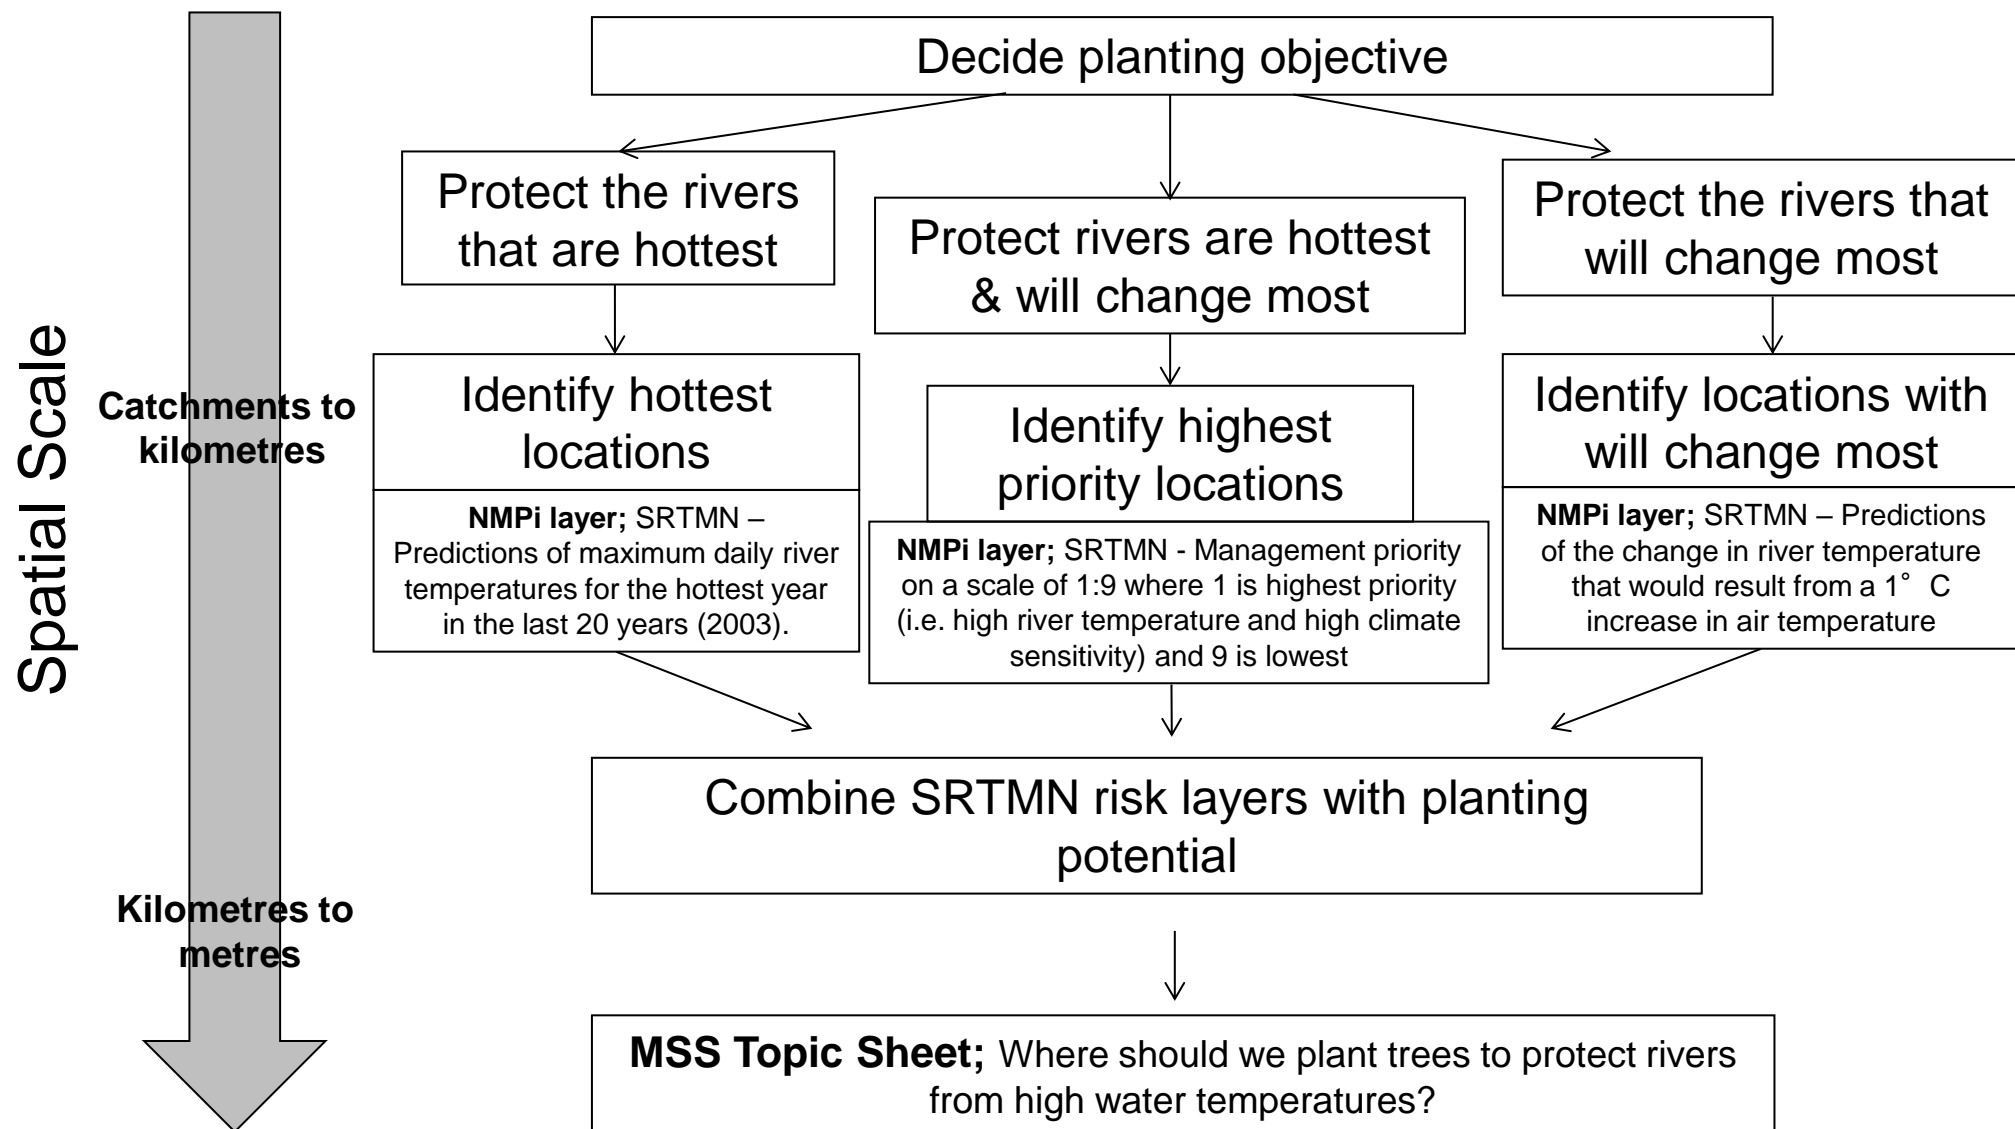 Decide planting objective
Protect the rivers
that are hottest
Protect rivers are hottest
& will change most
Protect the rivers that
will change most
Spatial Scale
Catchments to
kilometres
Identify hottest
locations
NMPi layer; SRTMN –
Predictions of maximum daily river
temperatures for the hottest year
in the last 20 years (2003).
Identify highest
priority locations
NMPi layer; SRTMN - Management priority
on a scale of 1:9 where 1 is highest priority
(i.e. high river temperature and high climate
sensitivity) and 9 is lowest
Identify locations with
will change most
NMPi layer; SRTMN – Predictions
of the change in river temperature
that would result from a 1° C
increase in air temperature
Combine SRTMN risk layers with planting
potential
Kilometres to
metres
MSS Topic Sheet; Where should we plant trees to protect rivers
from high water temperatures?